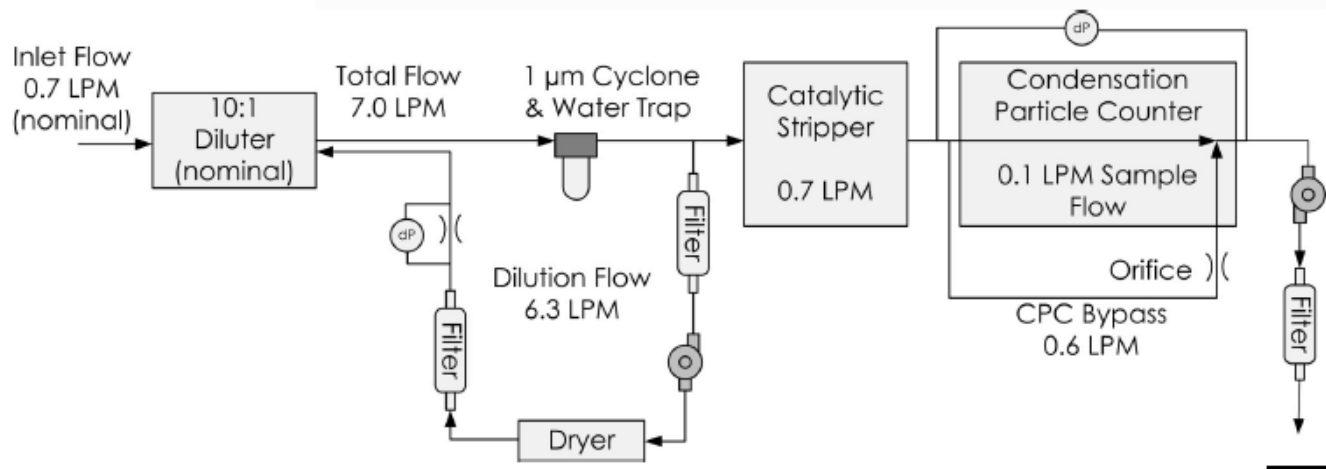 Inlet Flow
0.7 LPM
(nominal)
10:1
Diluter
(nominal)
Total Flow
7.0 LPM
1 µm Cyclone
& Water Trap
Catalytic
Stripper
0.7 LPM
dP
Condensation
Particle Counter
0.1 LPM Sample
Flow
dP
Filter
Dilution Flow
6.3 LPM
Filter
Dryer
Orifice
CPC Bypass
0.6 LPM
Filter